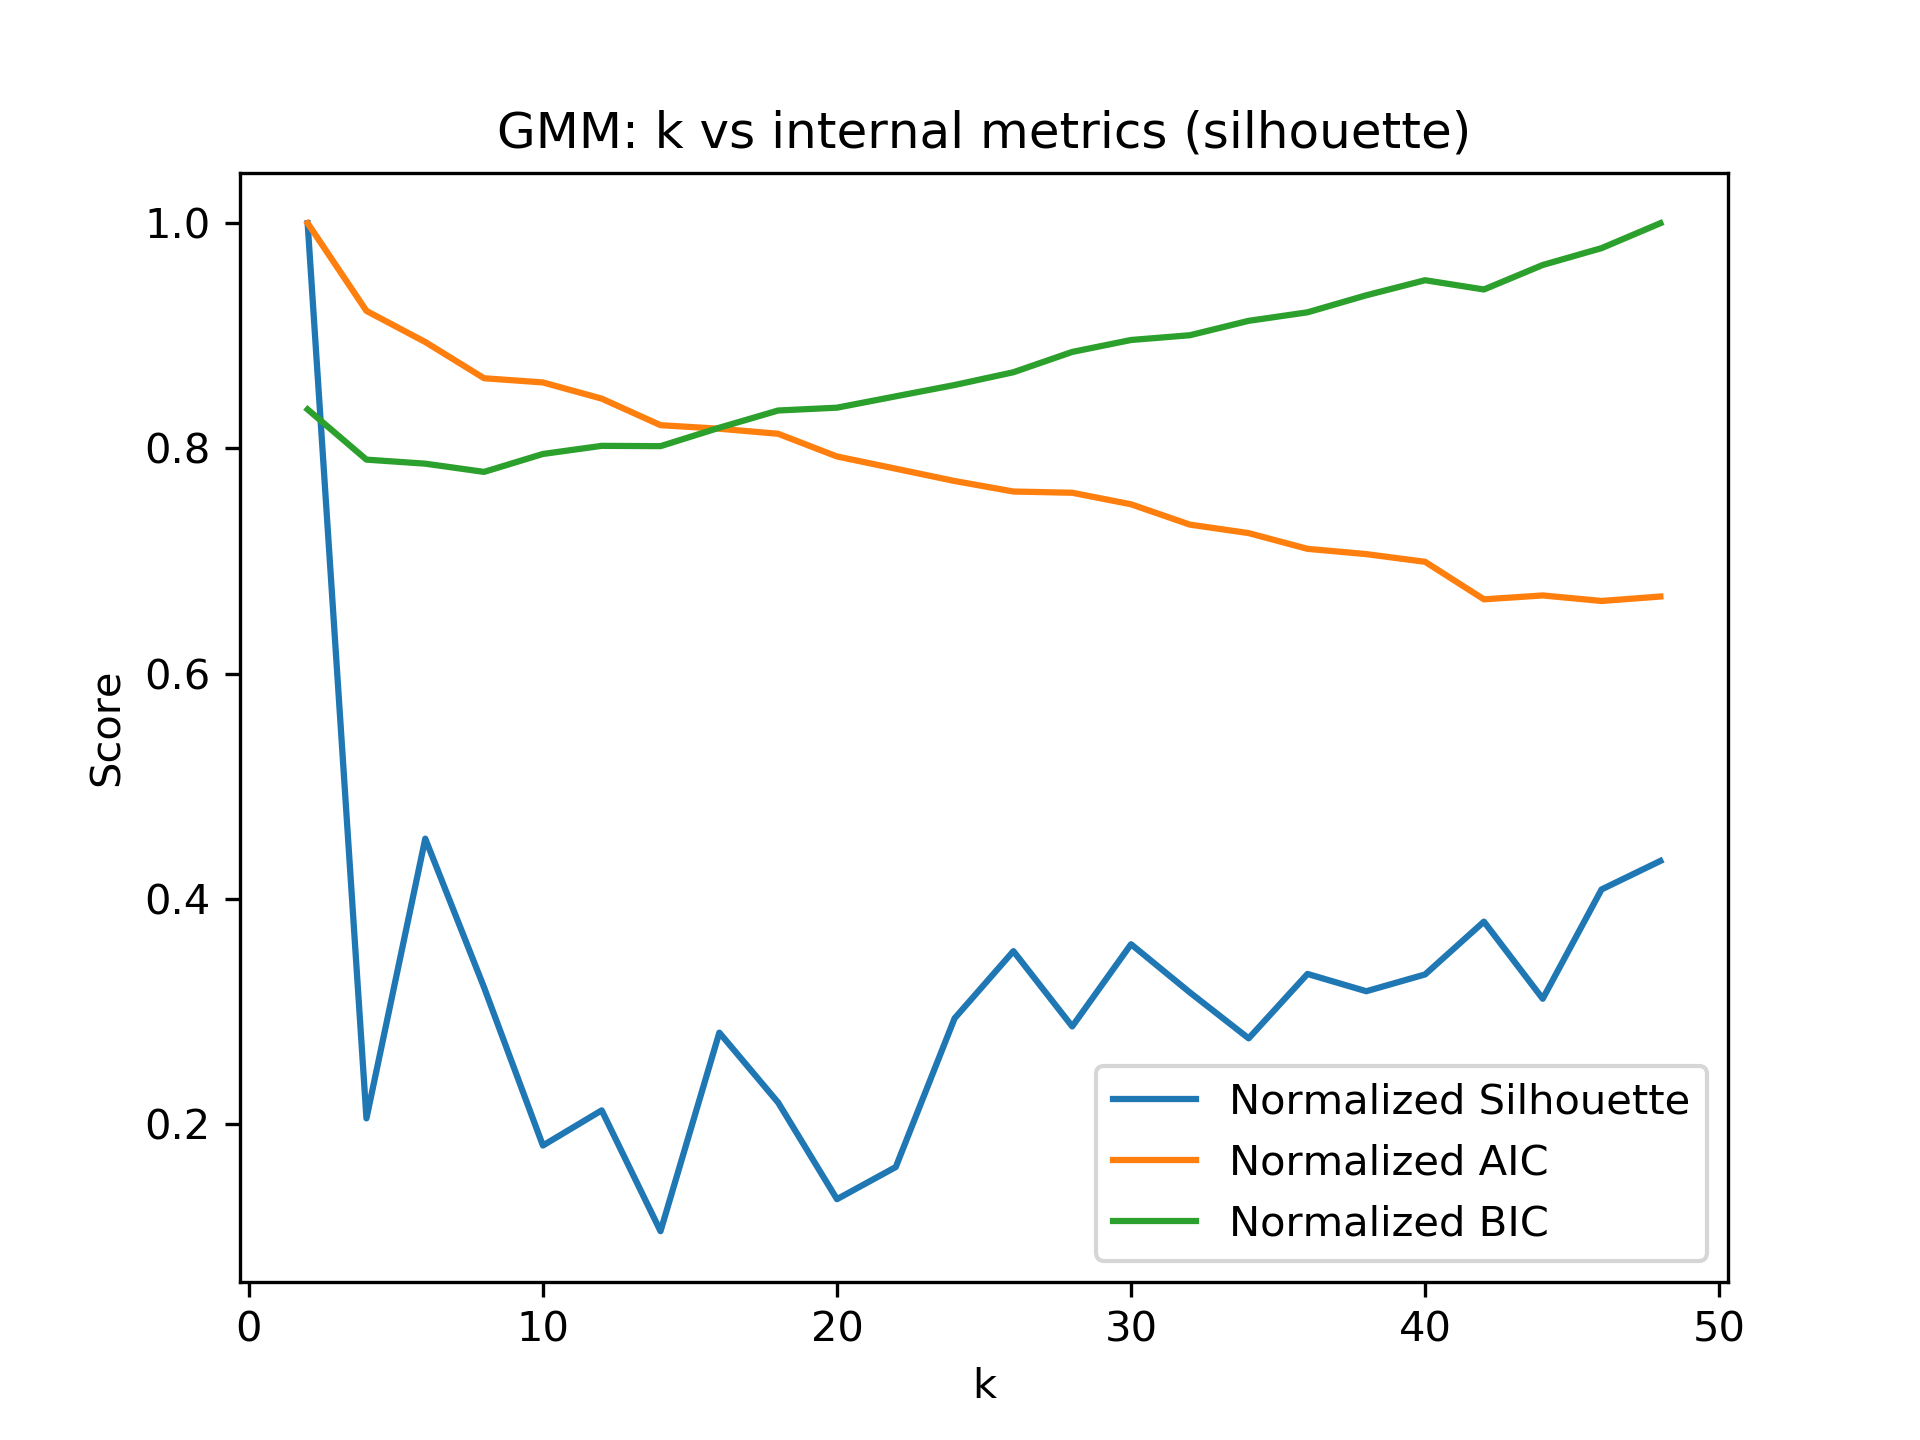 GMM: k vs internal metrics (silhouette)
1.0
0.8
0.6
0.4
0.2
Score
0
10
20
30
40
50
k
Normalized Silhouette
Normalized AIC
Normalized BIC